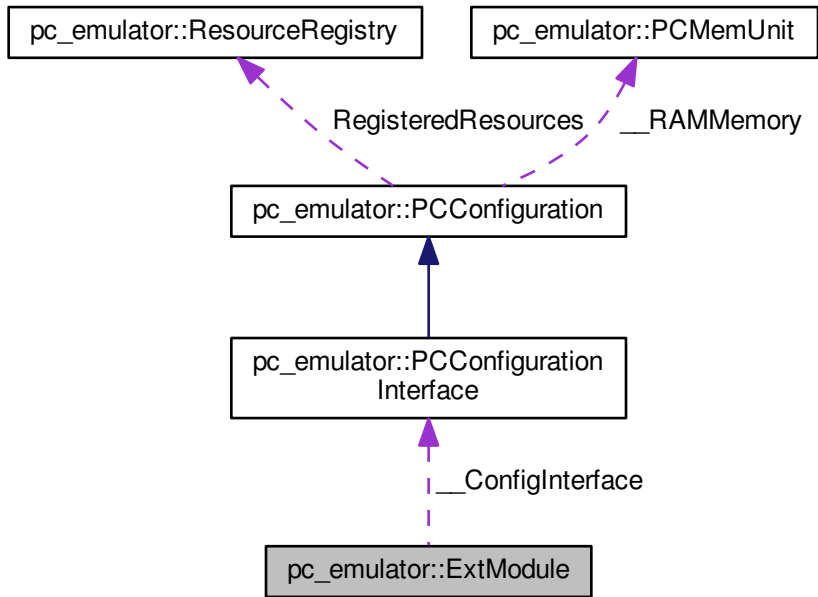 pc_emulator::ResourceRegistry
pc_emulator::PCMemUnit
RegisteredResources
__RAMMemory
pc_emulator::PCConfiguration
pc_emulator::PCConfiguration
Interface
__ConfigInterface
pc_emulator::ExtModule